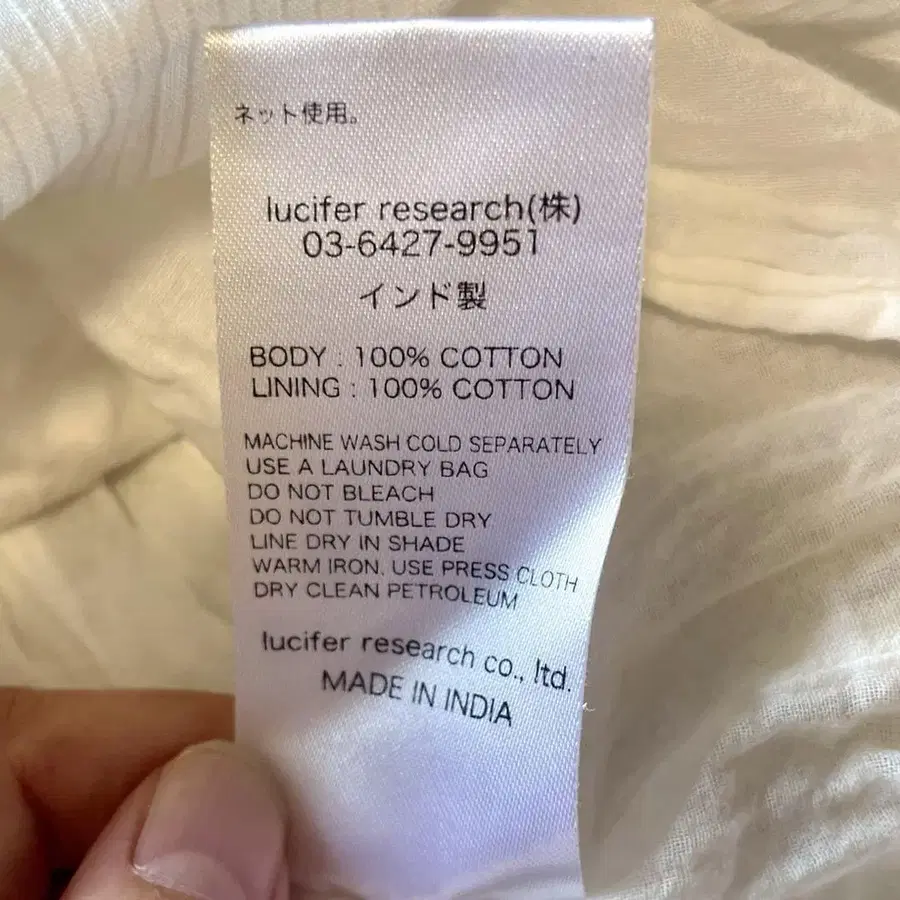 ネット使用。
lucifer research(株)
03-6427-9951
インド製
BODY : 100% COTTON
LINING : 100% COTTON
MACHINE WASH COLD SEPARATELY
USE A LAUNDRY BAG
DO NOT BLEACH
DO NOT TUMBLE DRY
LINE DRY IN SHADE
WARM IRON. USE PRESS CLOTH
DRY CLEAN PETROLEUM
lucifer research co., ltd.
MADE IN INDIA